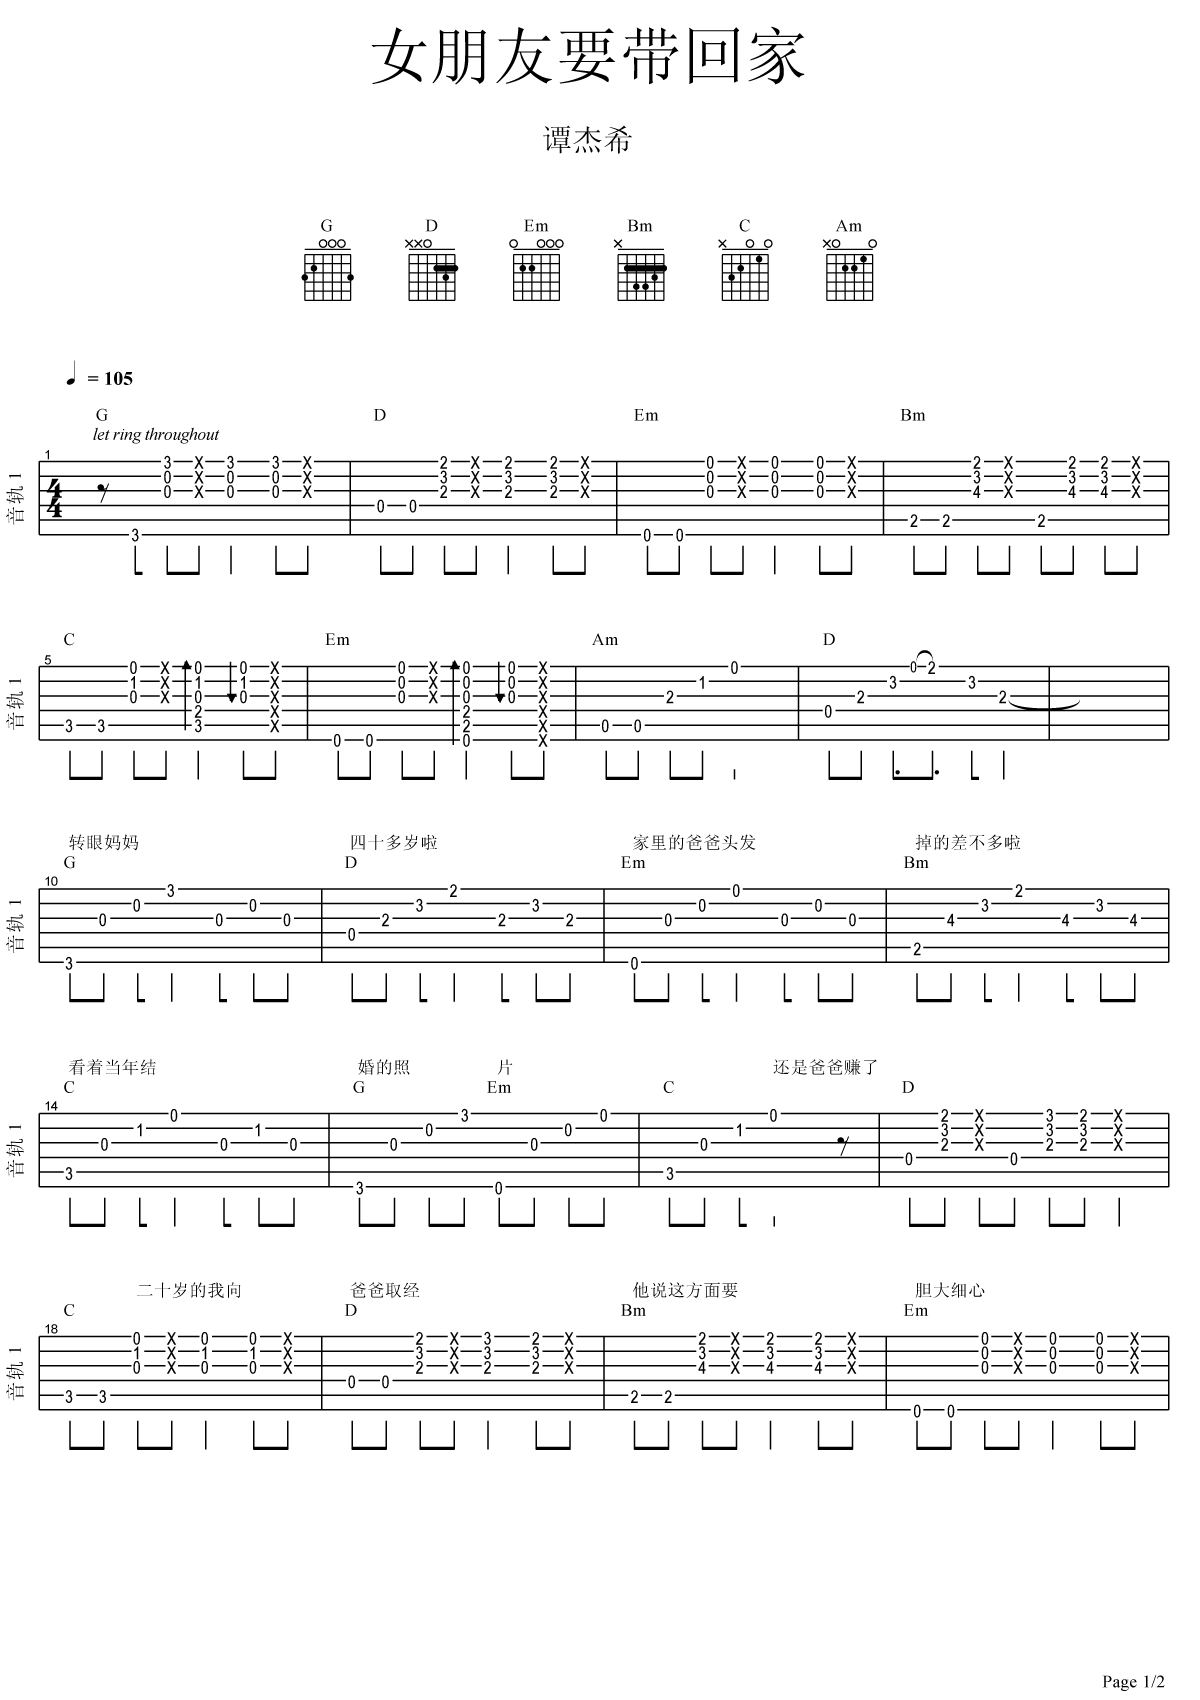 女朋友要带回家
谭杰希
G D Em Bm C Am
= 105
G D Em Bm
let ring throughout
1
音轨 1
C Em Am D
5
音轨 1
转眼妈妈 四十多岁啦 家里的爸爸头发 掉的差不多啦
G D Em Bm
10
音轨 1
看着当年结 婚的照 片 还是爸爸赚了
C G Em C D
14
音轨 1
二十岁的我向 爸爸取经 他说这方面要 胆大细心
C D Bm Em
18
音轨 1
Page 1/2